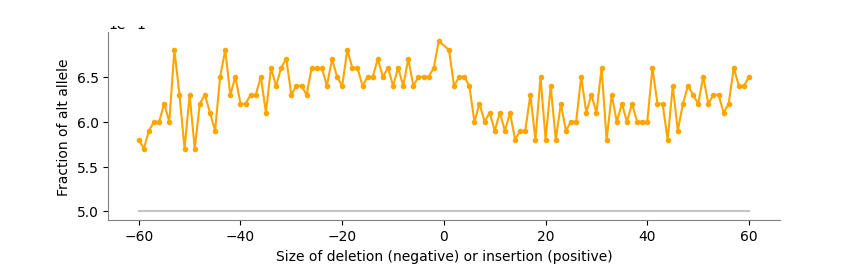 6.5
6.0
5.5
5.0
Fraction of alt allele
−60 −40 −20 0 20 40 60
Size of deletion (negative) or insertion (positive)